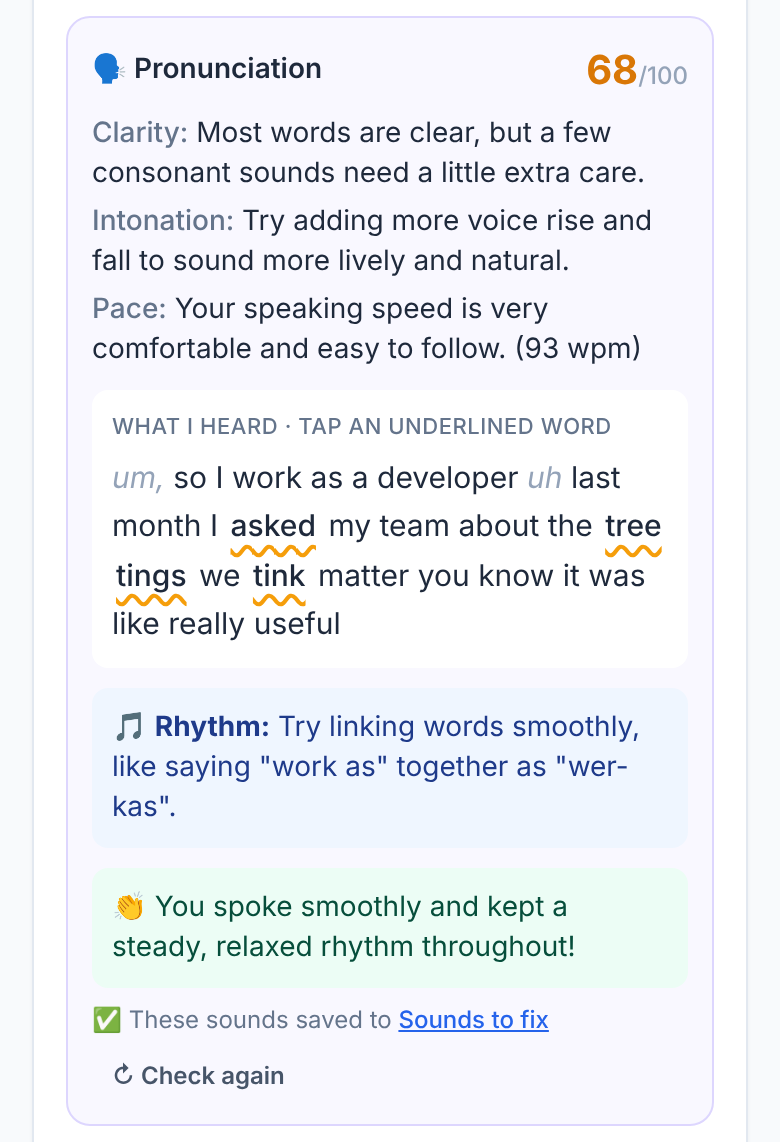 🗣️ Pronunciation 68/100
Clarity: Most words are clear, but a few
consonant sounds need a little extra care.
Intonation: Try adding more voice rise and
fall to sound more lively and natural.
Pace: Your speaking speed is very
comfortable and easy to follow. (93 wpm)
WHAT I HEARD · TAP AN UNDERLINED WORD
um, so I work as a developer uh last
month I asked my team about the tree
tings we tink matter you know it was
like really useful
🎵 Rhythm: Try linking words smoothly,
like saying "work as" together as "wer-
kas".
👏 You spoke smoothly and kept a
steady, relaxed rhythm throughout!
✅ These sounds saved to Sounds to fix
↻ Check again